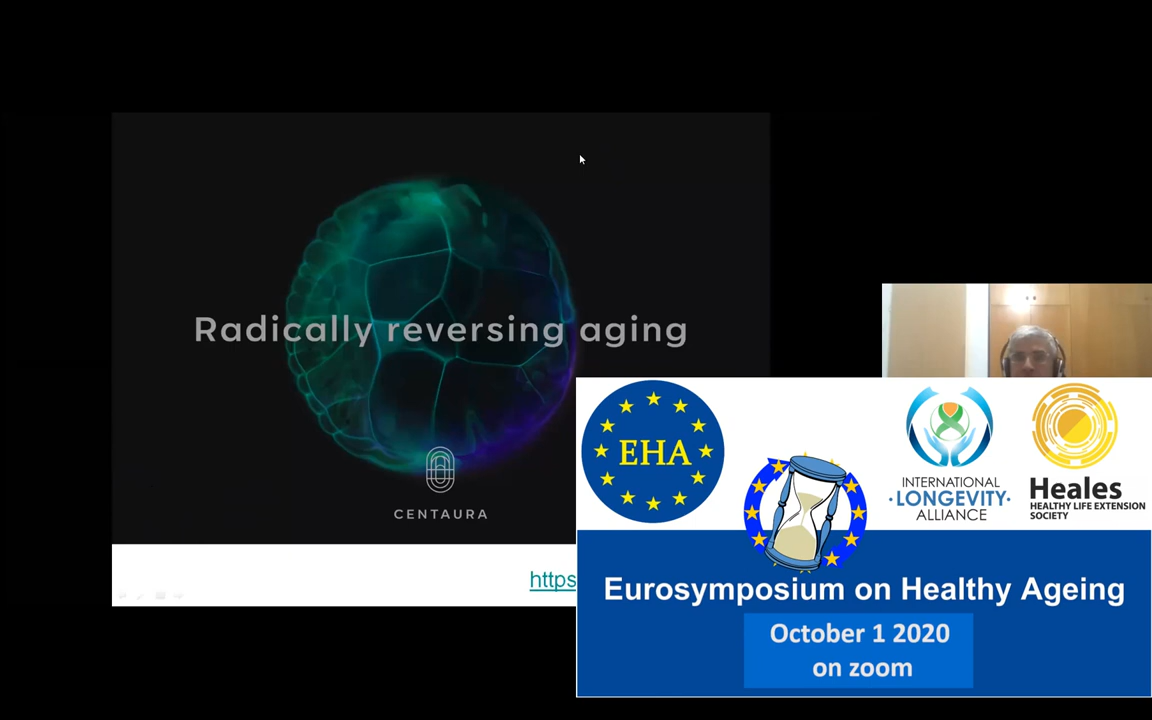 Radically reversing aging
CENTAURA
https
EHA
INTERNATIONAL
·LONGEVITY·
ALLIANCE
Heales
HEALTHY LIFE EXTENSION
SOCIETY
Eurosymposium on Healthy Ageing
October 1 2020
on zoom